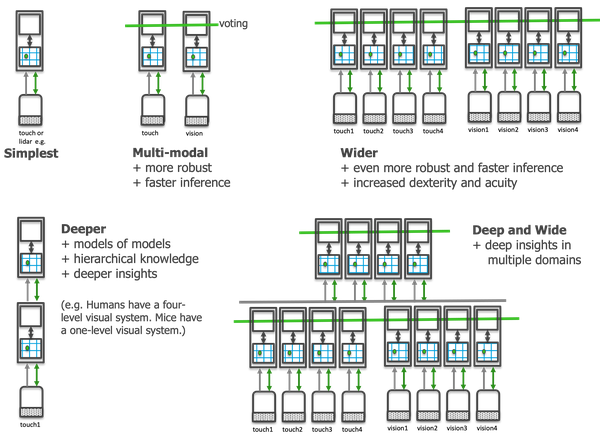 voting
touch or
lidar e.g.
Simplest
touch
vision
Multi-modal
+ more robust
+ faster inference
touch1
touch2
touch3
touch4
vision1
vision2
vision3
vision4
Wider
+ even more robust and faster inference
+ increased dexterity and acuity
Deeper
+ models of models
+ hierarchical knowledge
+ deeper insights
(e.g. Humans have a four-
level visual system. Mice have
a one-level visual system.)
touch1
Deep and Wide
+ deep insights in
multiple domains
touch1
touch2
touch3
touch4
vision1
vision2
vision3
vision4